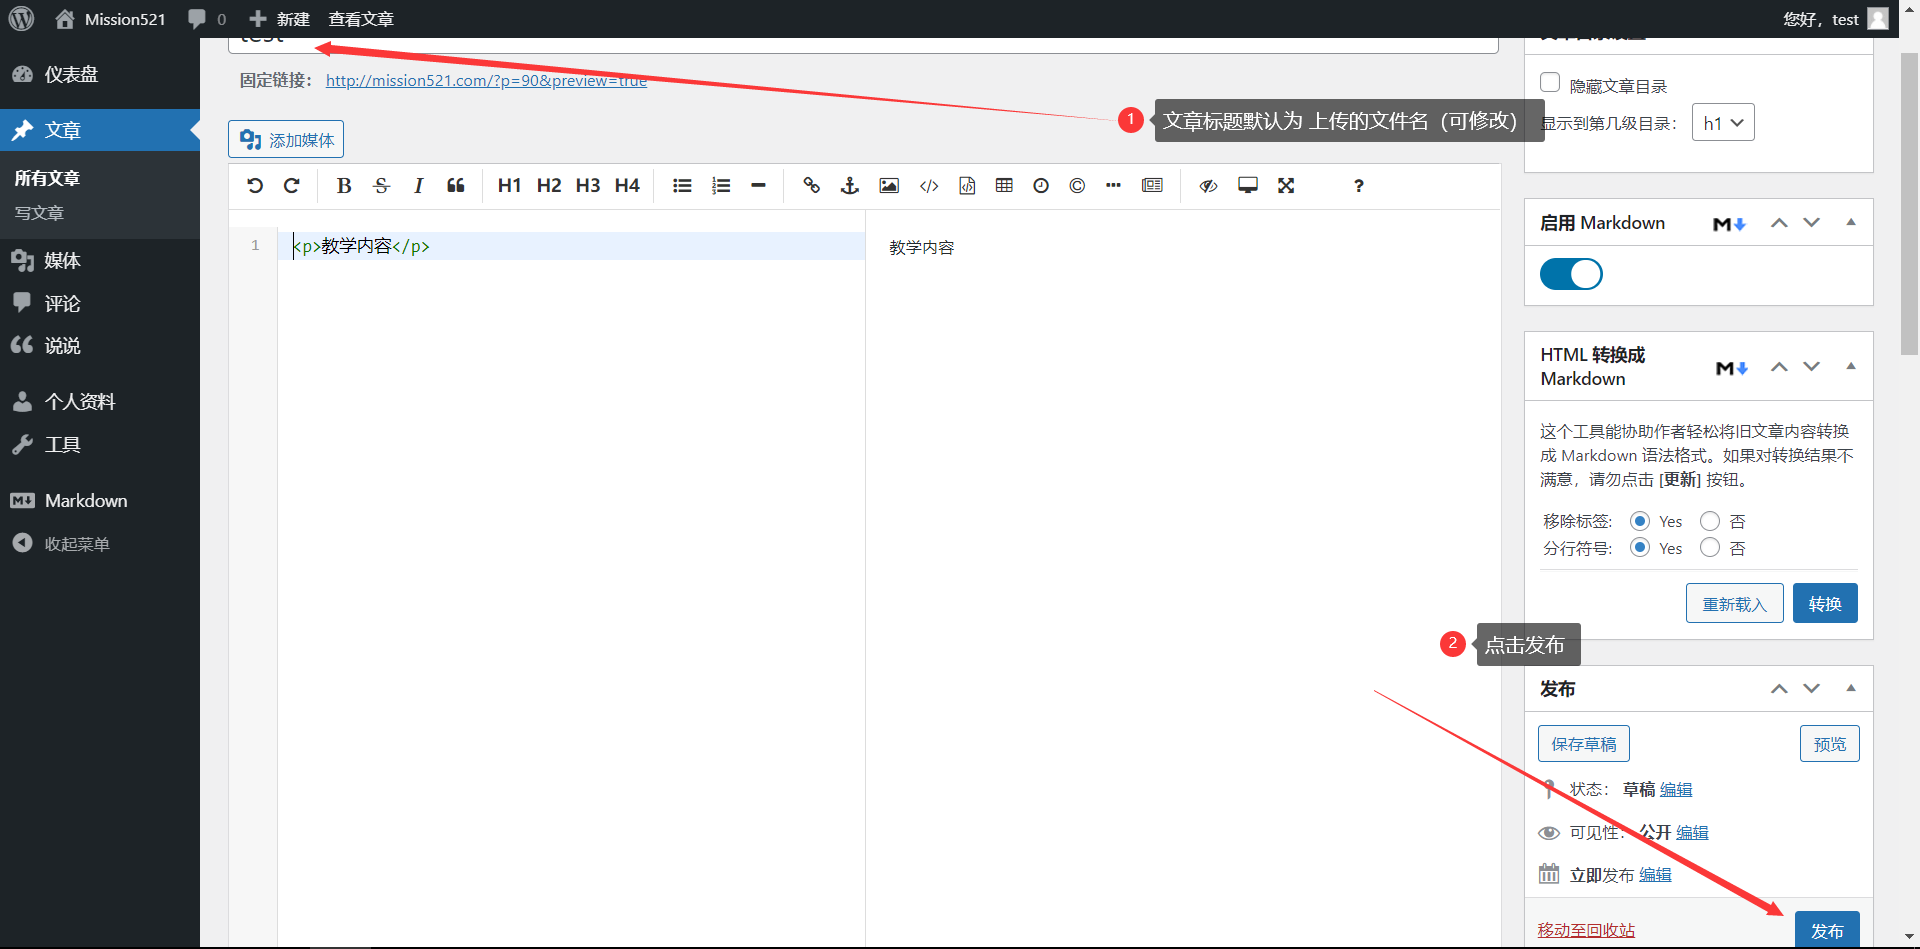 Mission521
0
新建
查看文章
您好，test
仪表盘
文章
所有文章
写文章
媒体
评论
说说
个人资料
工具
Markdown
收起菜单
test
固定链接： http://mission521.com/?p=90&preview=true
1
文章标题默认为 上传的文件名（可修改）
添加媒体
B S I H1 H2 H3 H4 ?
1
<p>教学内容</p>
教学内容
隐藏文章目录
显示到第几级目录： h1
启用 Markdown
M
HTML 转换成
Markdown
M
这个工具能协助作者轻松将旧文章内容转换
成 Markdown 语法格式。如果对转换结果不
满意，请勿点击 [更新] 按钮。
移除标签: Yes 否
分行符号: Yes 否
重新载入 转换
2
点击发布
发布
保存草稿 预览
状态： 草稿 编辑
可见性： 公开 编辑
立即发布 编辑
移动至回收站 发布